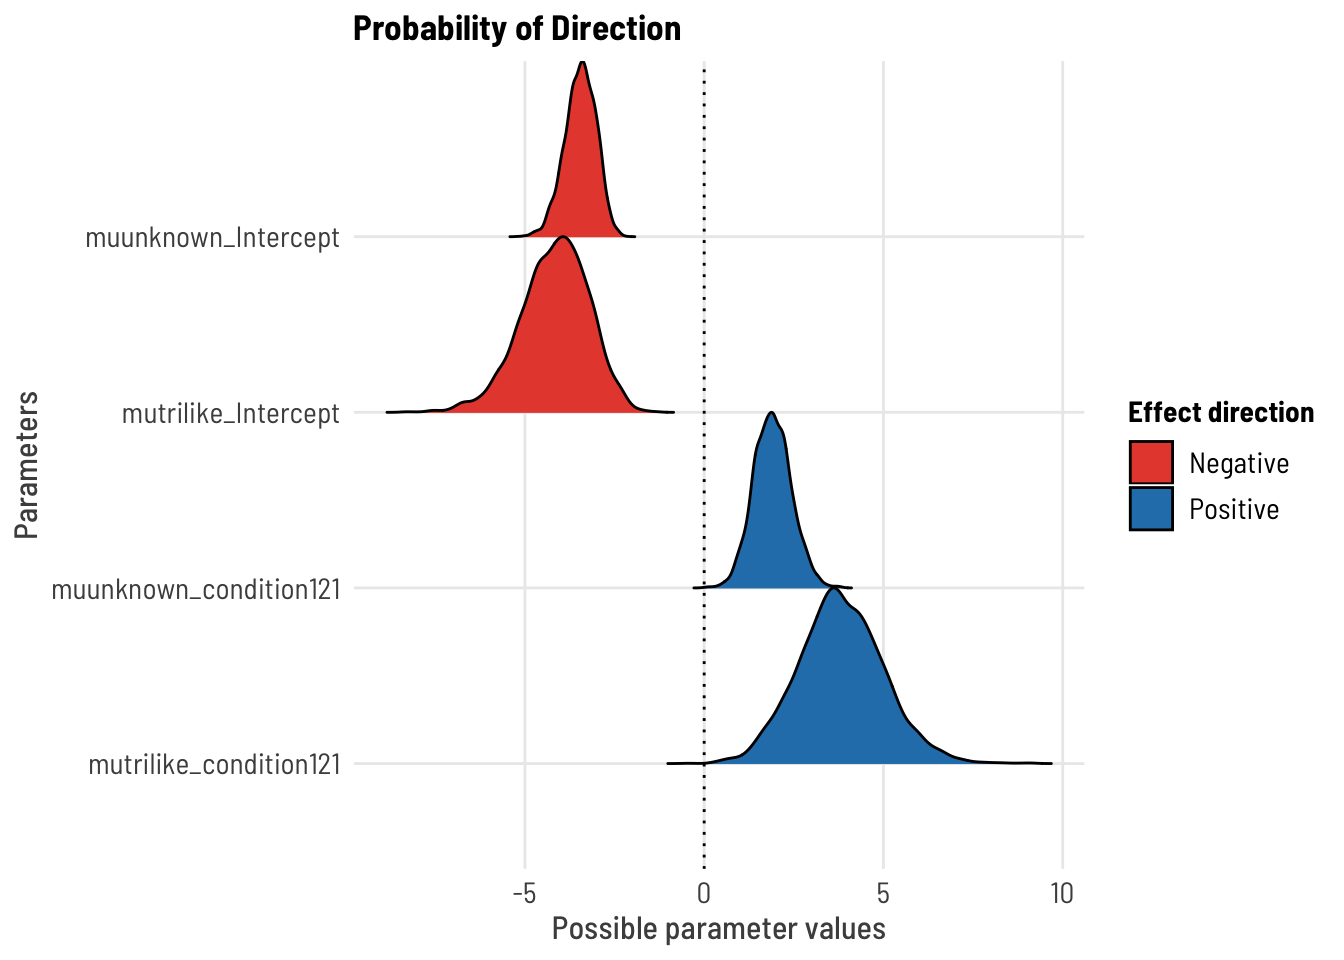 Probability of Direction
muunknown_Intercept
mutrilike_Intercept
muunknown_condition121
mutrilike_condition121
Parameters
-5
0
5
10
Possible parameter values
Effect direction
Negative
Positive